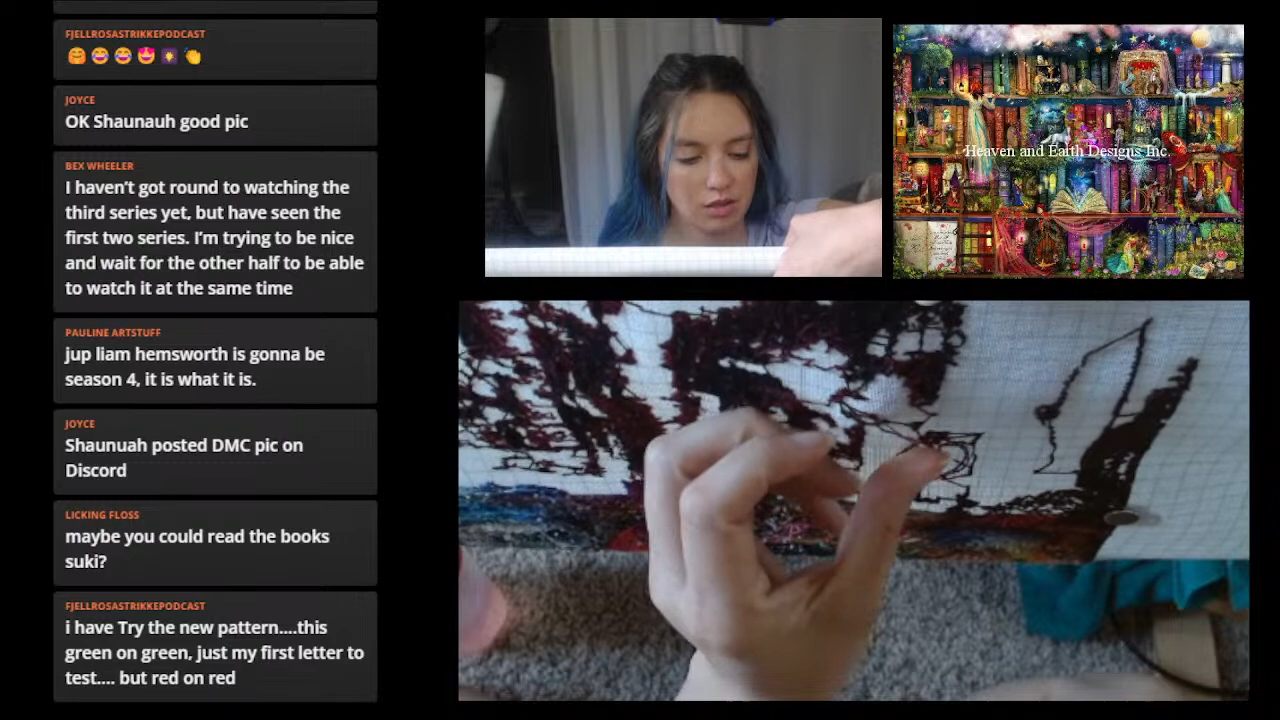 FJELLROSASTRIKKEPODCAST
🤗😂😂😍👏
JOYCE
OK Shaunauh good pic
BEX WHEELER
I haven't got round to watching the
third series yet, but have seen the
first two series. I'm trying to be nice
and wait for the other half to be able
to watch it at the same time
PAULINE ARTSTUFF
jup liam hemsworth is gonna be
season 4, it is what it is.
JOYCE
Shaunuah posted DMC pic on
Discord
LICKING FLOSS
maybe you could read the books
suki?
FJELLROSASTRIKKEPODCAST
i have Try the new pattern....this
green on green, just my first letter to
test.... but red on red
Heaven and Earth Designs Inc